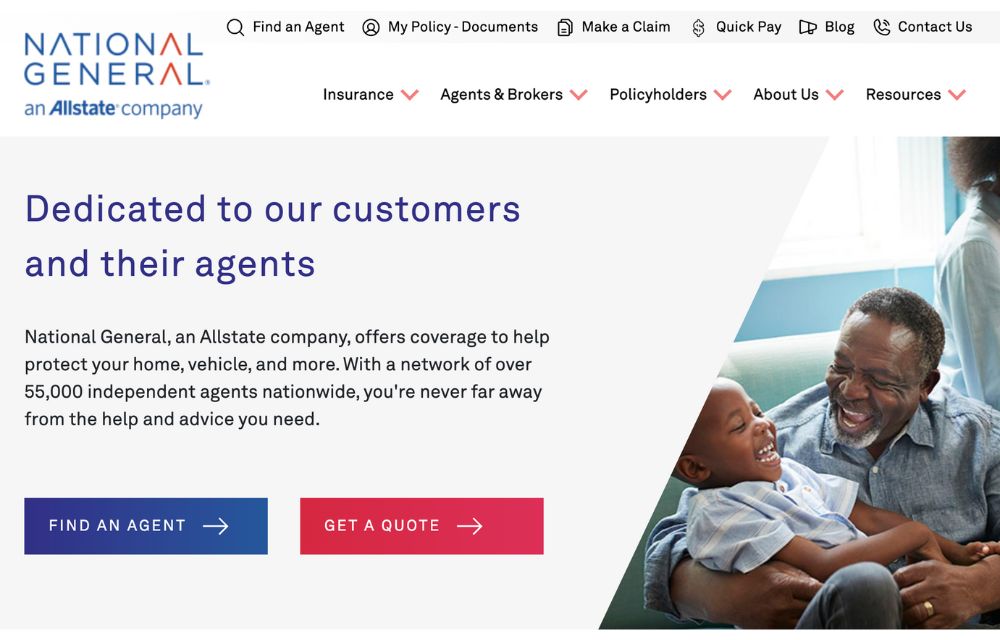 Find an Agent My Policy - Documents Make a Claim Quick Pay Blog Contact Us
NATIONAL
GENERAL®
an Allstate® company
Insurance Agents & Brokers Policyholders About Us Resources
Dedicated to our customers
and their agents
National General, an Allstate company, offers coverage to help
protect your home, vehicle, and more. With a network of over
55,000 independent agents nationwide, you're never far away
from the help and advice you need.
FIND AN AGENT GET A QUOTE